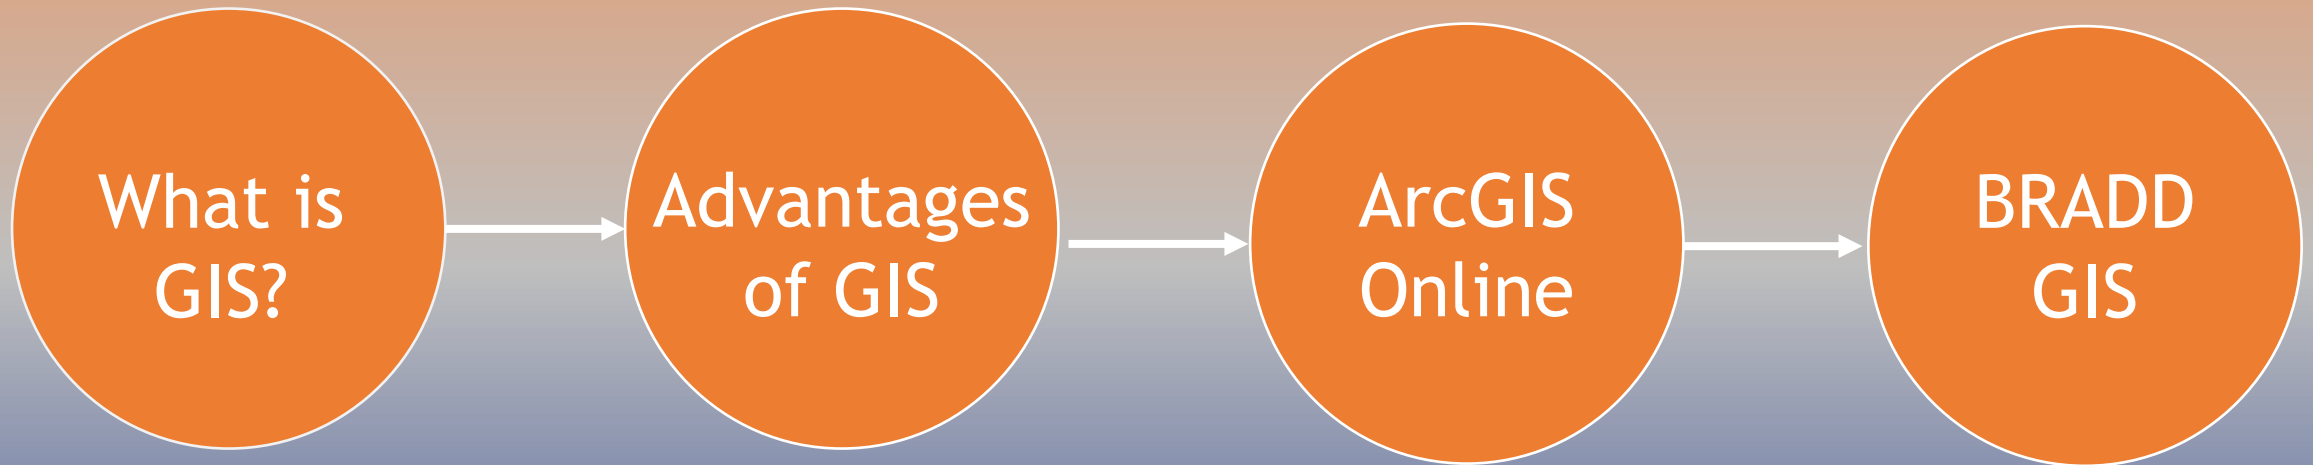 What is
GIS?
Advantages
of GIS
ArcGIS
Online
BRADD
GIS